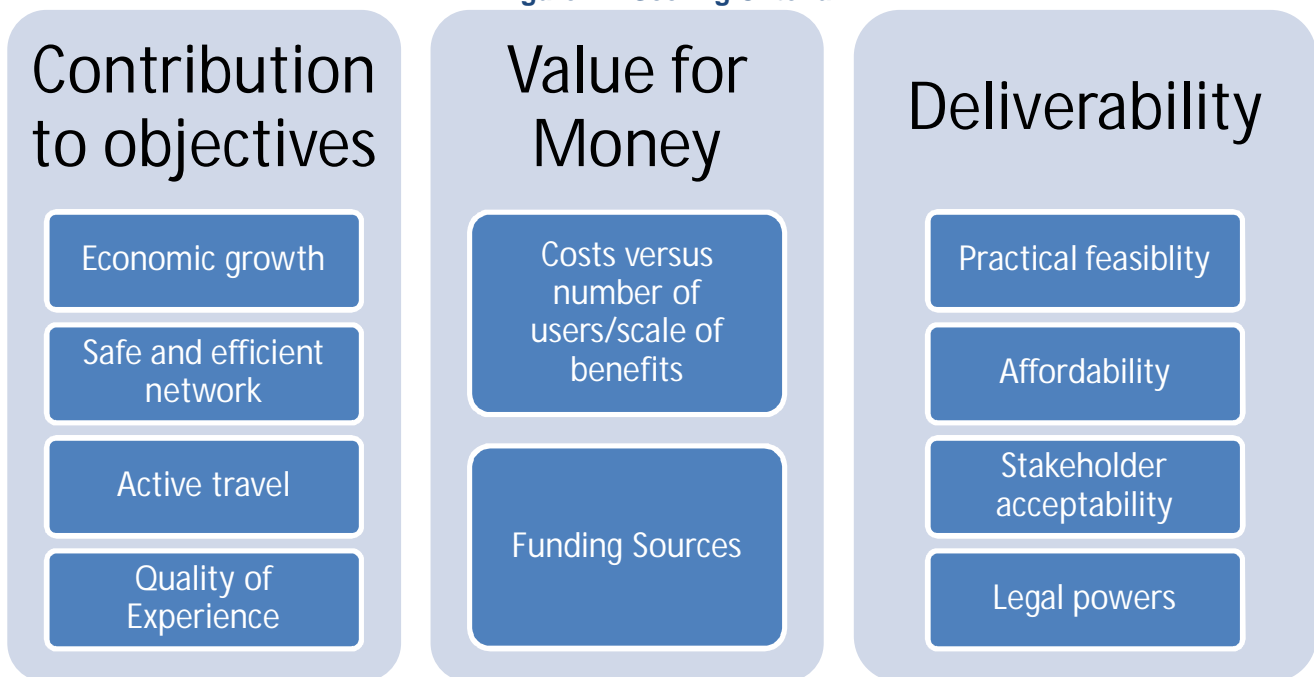 Contribution
to objectives
Economic growth
Safe and efficient
network
Active travel
Quality of
Experience
Value for
Money
Costs versus
number of
users/scale of
benefits
Funding Sources
Deliverability
Practical feasiblity
Affordability
Stakeholder
acceptability
Legal powers